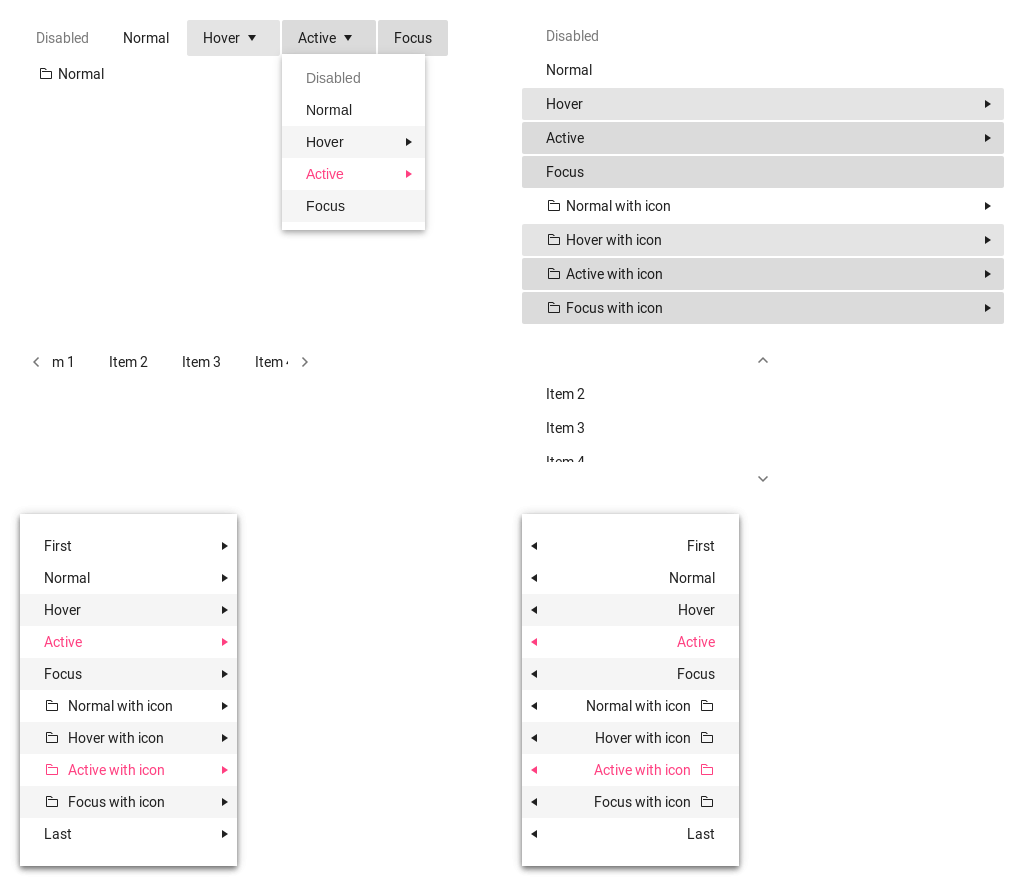 Disabled Normal Hover Active Focus
Normal
Disabled
Normal
Hover
Active
Focus
Disabled
Normal
Hover
Active
Focus
Normal with icon
Hover with icon
Active with icon
Focus with icon
m 1 Item 2 Item 3 Item 4
Item 2
Item 3
Item 4
First
Normal
Hover
Active
Focus
Normal with icon
Hover with icon
Active with icon
Focus with icon
Last
First
Normal
Hover
Active
Focus
Normal with icon
Hover with icon
Active with icon
Focus with icon
Last